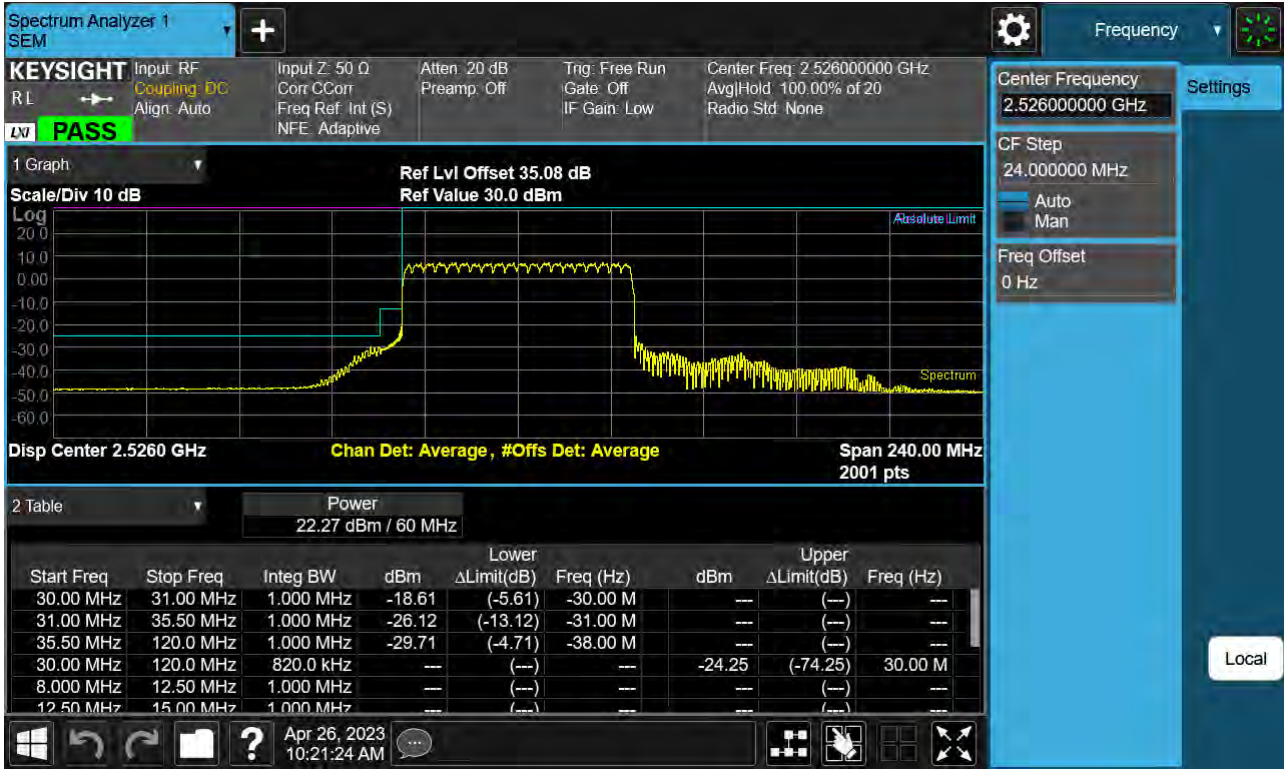 Spectrum Analyzer 1
SEM
+
Frequency
KEYSIGHT
RL
LXI
PASS
Input: RF
Coupling: DC
Align: Auto
Input Z: 50 Ω
Corr CCorr
Freq Ref: Int (S)
NFE: Adaptive
Atten: 20 dB
Preamp: Off
Trig: Free Run
Gate: Off
IF Gain: Low
Center Freq: 2.526000000 GHz
Avg|Hold: 100.00% of 20
Radio Std: None
Center Frequency
2.526000000 GHz
Settings
CF Step
24.000000 MHz
Auto
Man
Freq Offset
0 Hz
Local
1 Graph
Scale/Div 10 dB
Ref Lvl Offset 35.08 dB
Ref Value 30.0 dBm
Log
20.0
10.0
0.00
-10.0
-20.0
-30.0
-40.0
-50.0
-60.0
Limit
Spectrum
Disp Center 2.5260 GHz
Chan Det: Average , #Offs Det: Average
Span 240.00 MHz
2001 pts
2 Table
Power
22.27 dBm / 60 MHz
Lower Upper
Start Freq Stop Freq Integ BW dBm ΔLimit(dB) Freq (Hz) dBm ΔLimit(dB) Freq (Hz)
30.00 MHz 31.00 MHz 1.000 MHz -18.61 (-5.61) -30.00 M --- (---) ---
31.00 MHz 35.50 MHz 1.000 MHz -26.12 (-13.12) -31.00 M --- (---) ---
35.50 MHz 120.0 MHz 1.000 MHz -29.71 (-4.71) -38.00 M --- (---) ---
30.00 MHz 120.0 MHz 820.0 kHz --- (---) --- -24.25 (-74.25) 30.00 M
8.000 MHz 12.50 MHz 1.000 MHz --- (---) --- --- (---) ---
12.50 MHz 15.00 MHz 1.000 MHz --- (---) --- --- (---) ---
?
Apr 26, 2023
10:21:24 AM